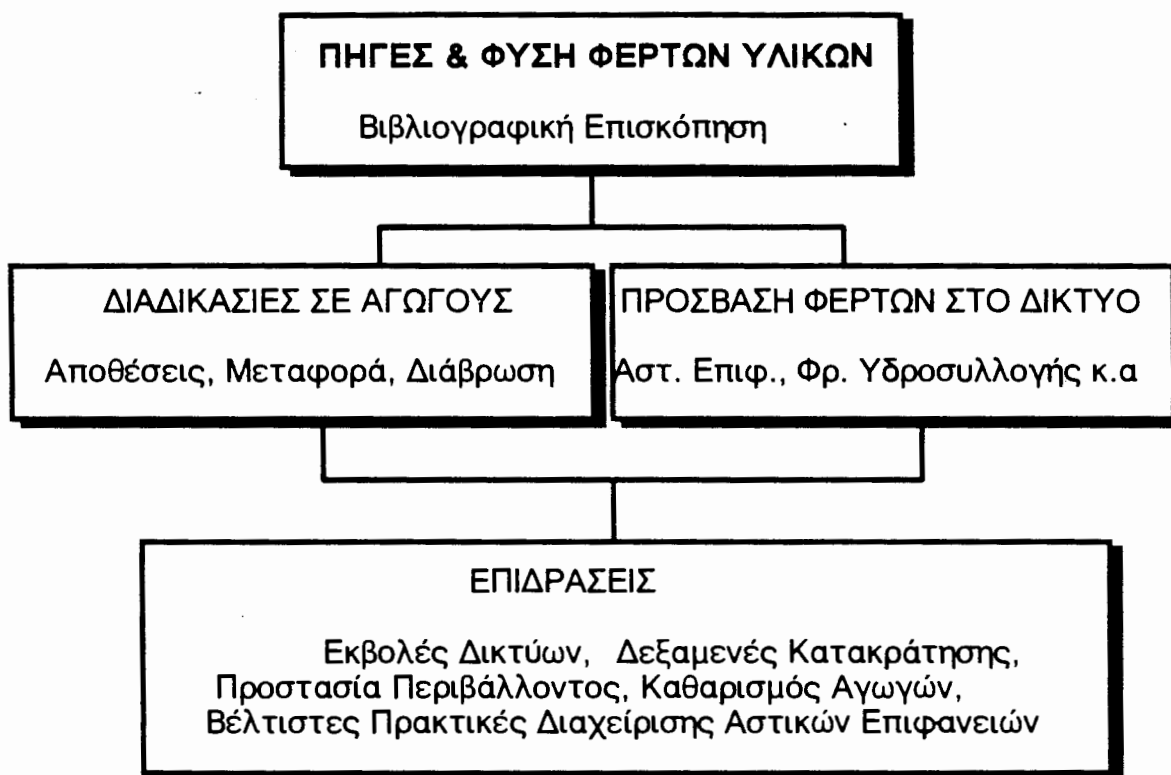 ΠΗΓΕΣ & ΦΥΣΗ ΦΕΡΤΩΝ ΥΛΙΚΩΝ
Βιβλιογραφική Επισκόπηση
ΔΙΑΔΙΚΑΣΙΕΣ ΣΕ ΑΓΩΓΟΥΣ
Αποθέσεις, Μεταφορά, Διάβρωση
ΠΡΟΣΒΑΣΗ ΦΕΡΤΩΝ ΣΤΟ ΔΙΚΤΥΟ
Αστ. Επιφ., Φρ. Υδροσυλλογής κ.α
ΕΠΙΔΡΑΣΕΙΣ
Εκβολές Δικτύων, Δεξαμενές Κατακράτησης,
Προστασία Περιβάλλοντος, Καθαρισμός Αγωγών,
Βέλτιστες Πρακτικές Διαχείρισης Αστικών Επιφανειών